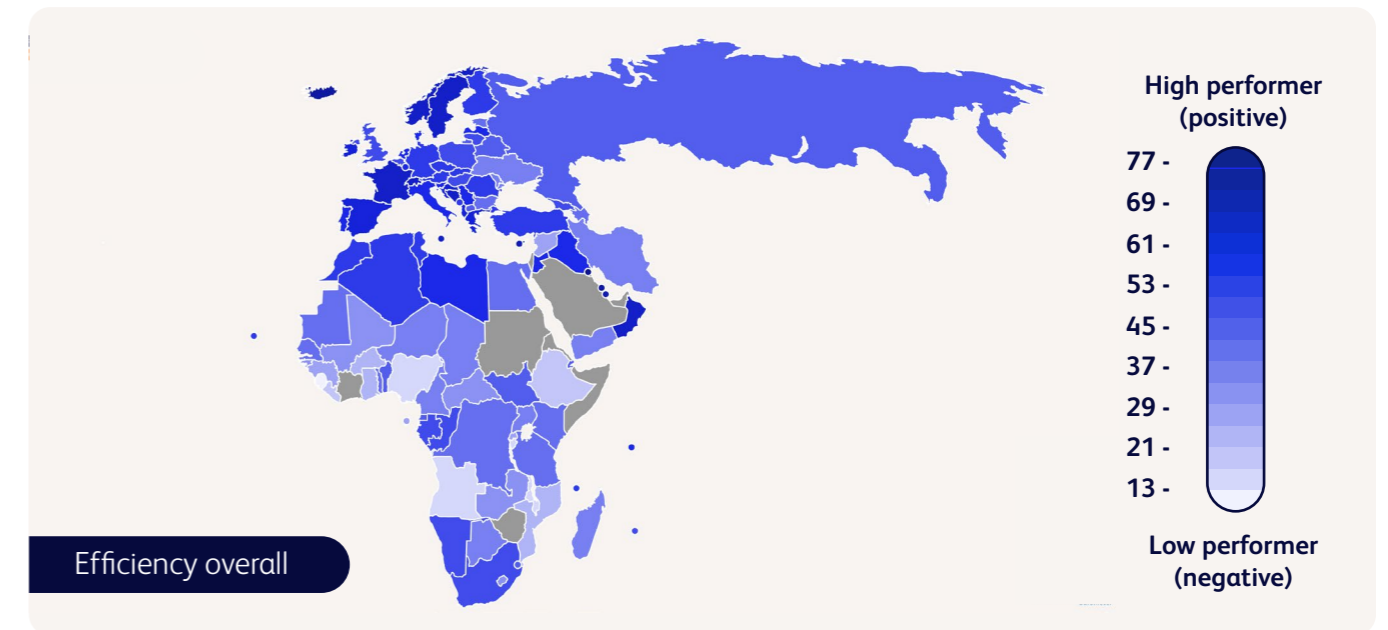 High performer
(positive)
77 -
69 -
61 -
53 -
45 -
37 -
29 -
21 -
13 -
Low performer
(negative)
Efficiency overall